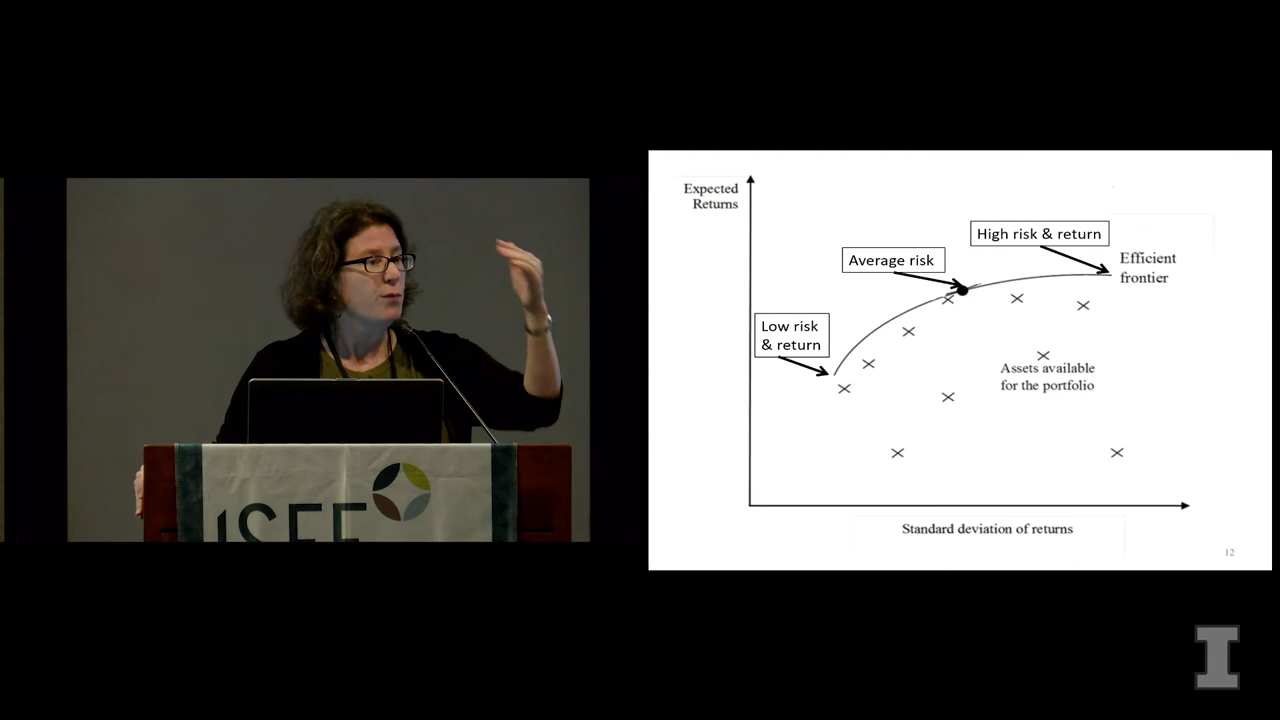 Expected
Returns
High risk & return
Average risk
Efficient
frontier
Low risk
& return
Assets available
for the portfolio
Standard deviation of returns
12
ISEE
I